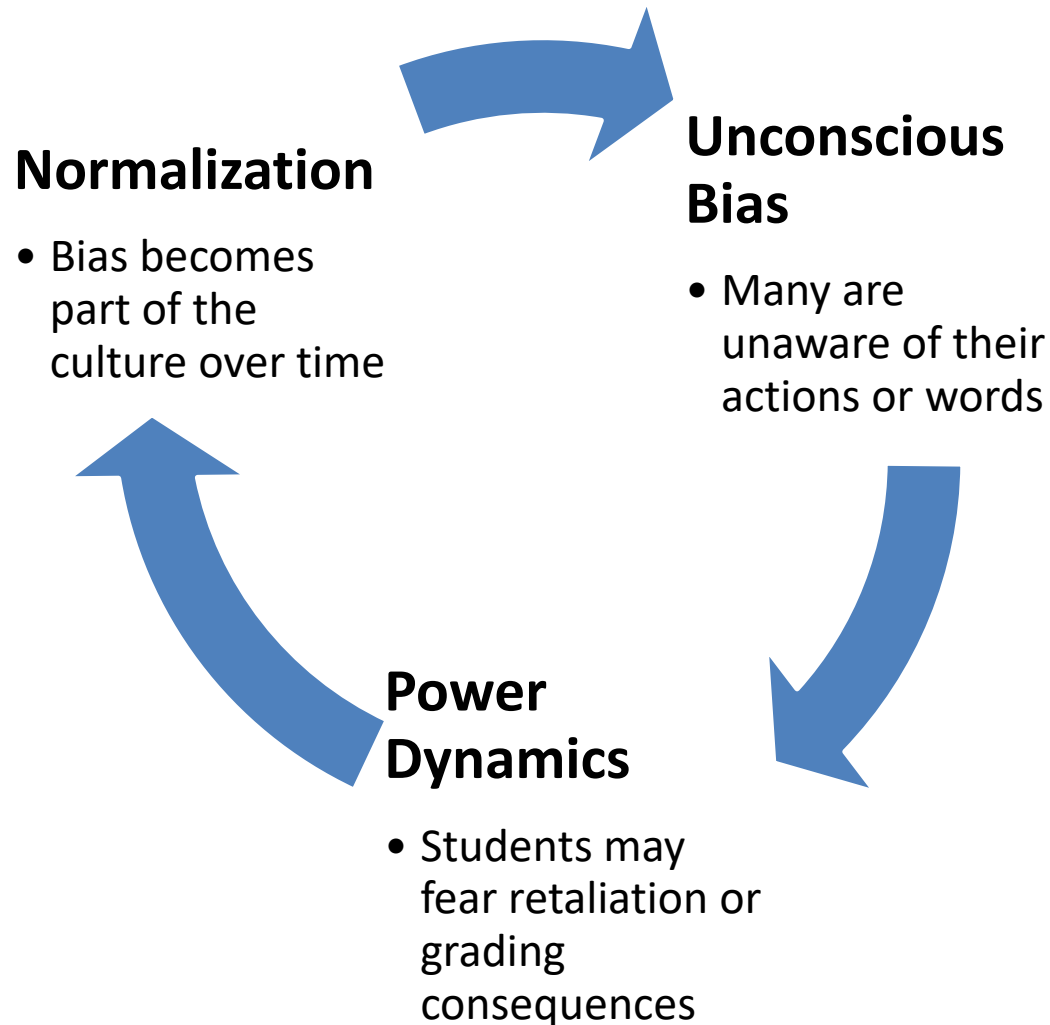 Normalization
• Bias becomes
part of the
culture over time
Unconscious
Bias
• Many are
unaware of their
actions or words
Power
Dynamics
• Students may
fear retaliation or
grading
consequences